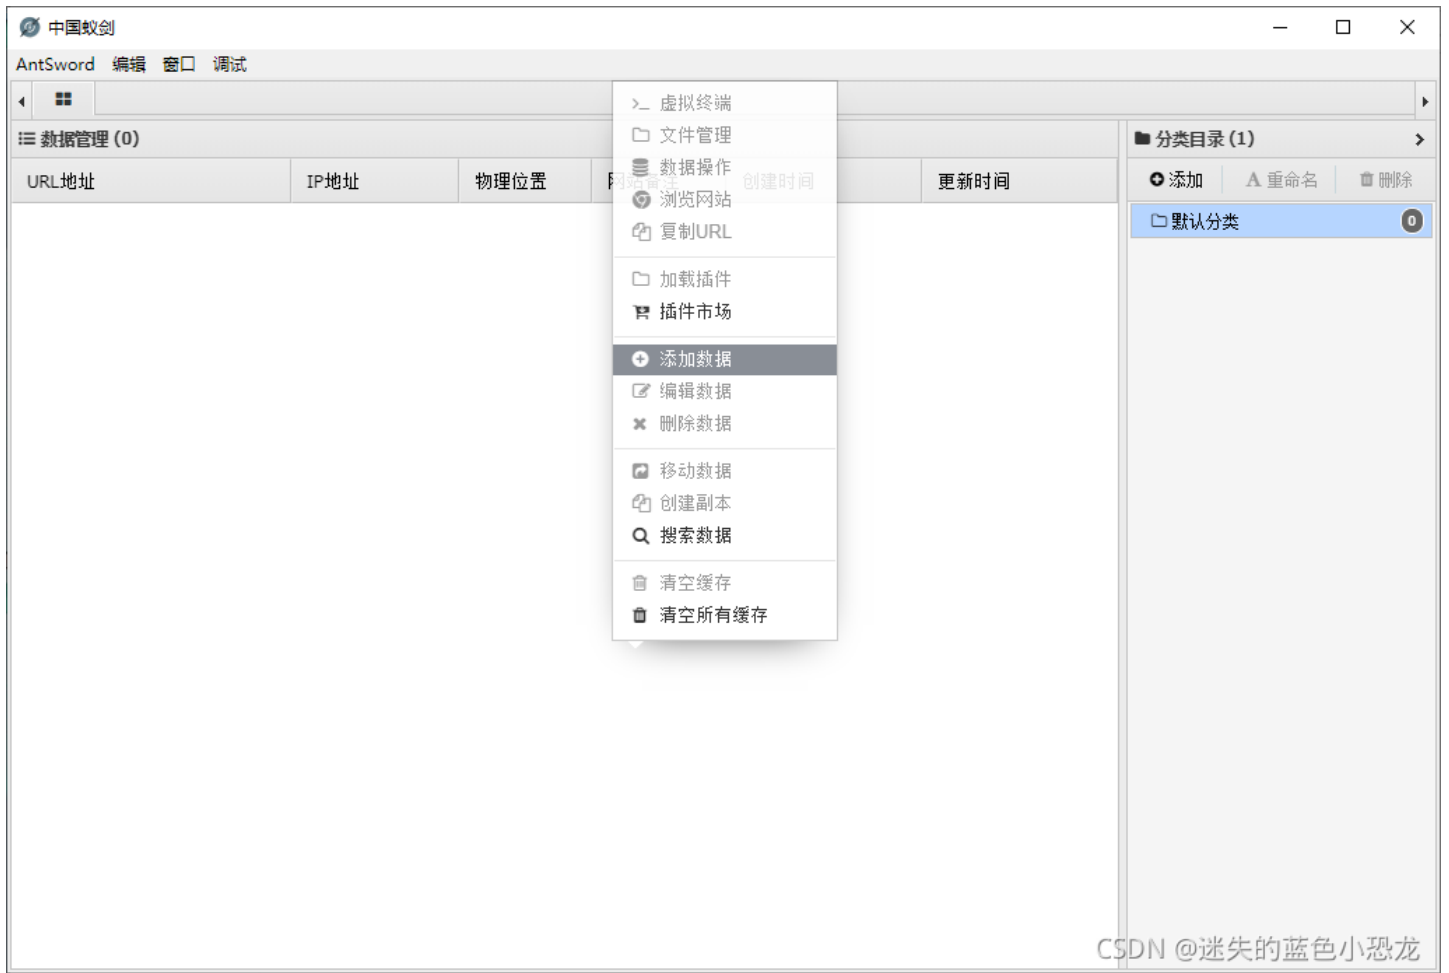 中国蚁剑
AntSword 编辑 窗口 调试
数据管理 (0)
分类目录 (1)
URL地址 IP地址 物理位置 网站备注 创建时间 更新时间
添加 重命名 删除
默认分类 0
虚拟终端
文件管理
数据操作
浏览网站
复制URL
加载插件
插件市场
添加数据
编辑数据
删除数据
移动数据
创建副本
搜索数据
清空缓存
清空所有缓存
CSDN @迷失的蓝色小恐龙